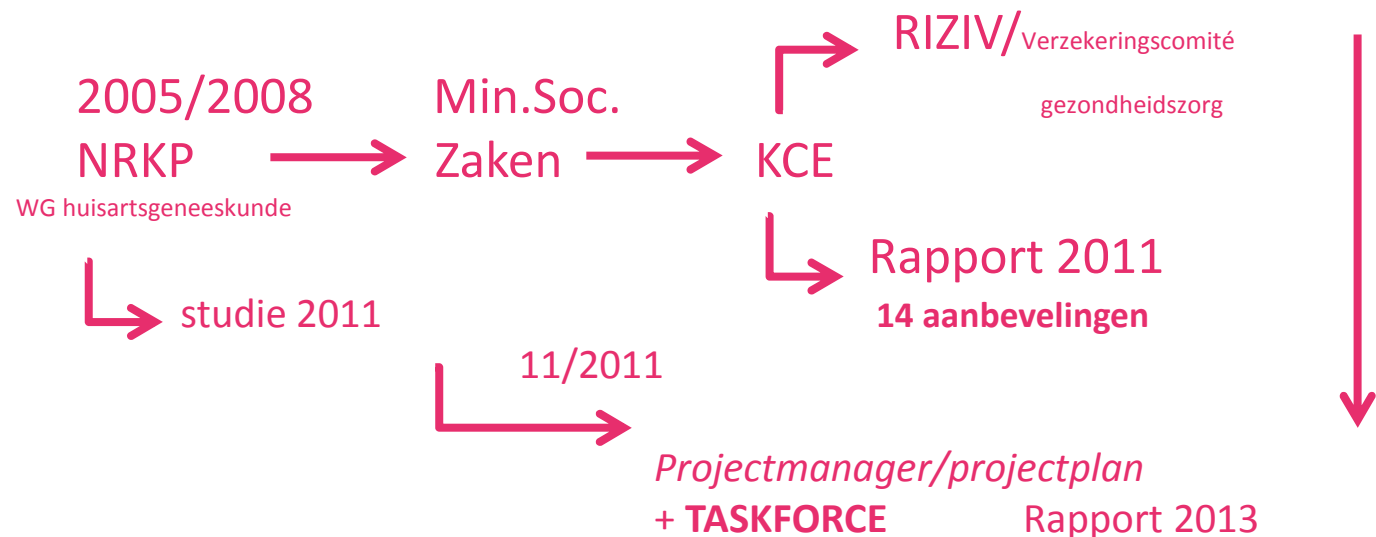 RIZIV/Verzekeringscomité
gezondheidszorg
2005/2008
NRKP
WG huisartsgeneeskunde
Min.Soc.
Zaken
KCE
studie 2011
Rapport 2011
14 aanbevelingen
11/2011
Projectmanager/projectplan
+ TASKFORCE Rapport 2013